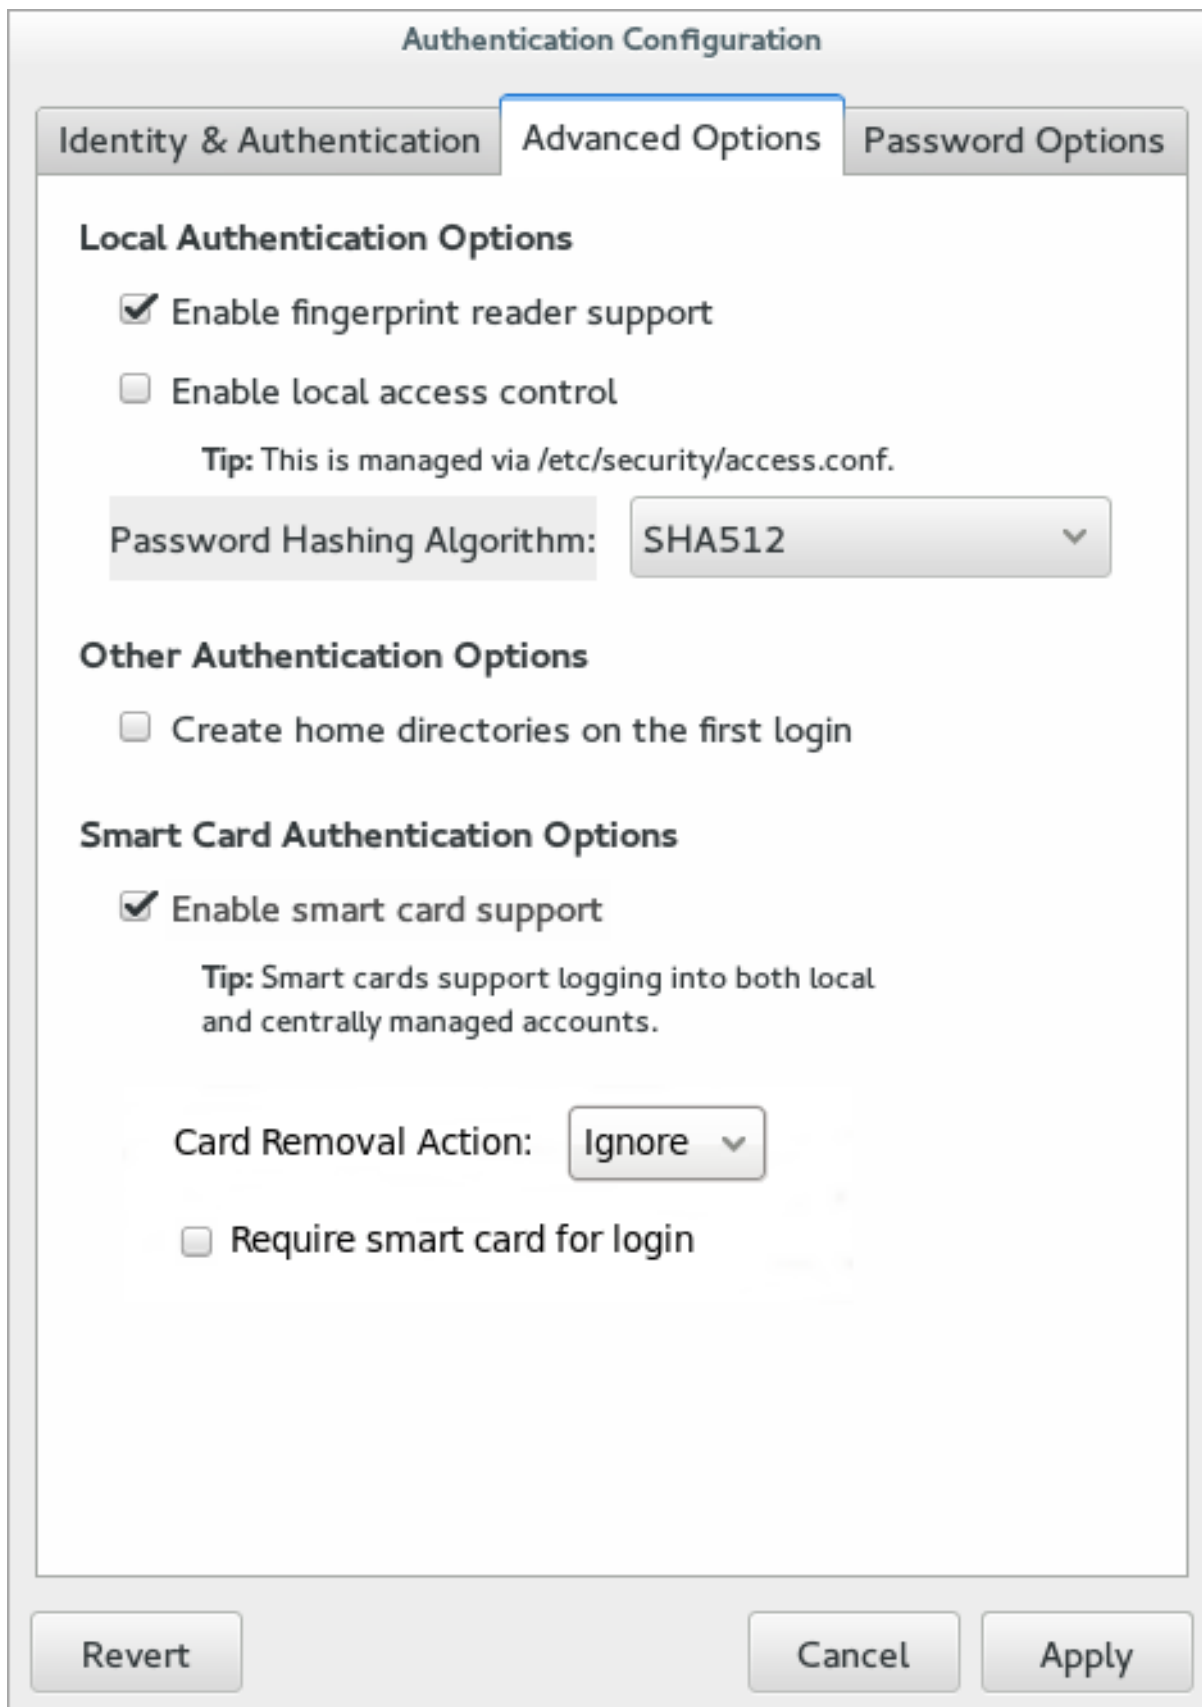 Authentication Configuration
Identity & Authentication
Advanced Options
Password Options
Local Authentication Options
Enable fingerprint reader support
Enable local access control
Tip: This is managed via /etc/security/access.conf.
Password Hashing Algorithm: SHA512
Other Authentication Options
Create home directories on the first login
Smart Card Authentication Options
Enable smart card support
Tip: Smart cards support logging into both local
and centrally managed accounts.
Card Removal Action: Ignore
Require smart card for login
Revert
Cancel
Apply